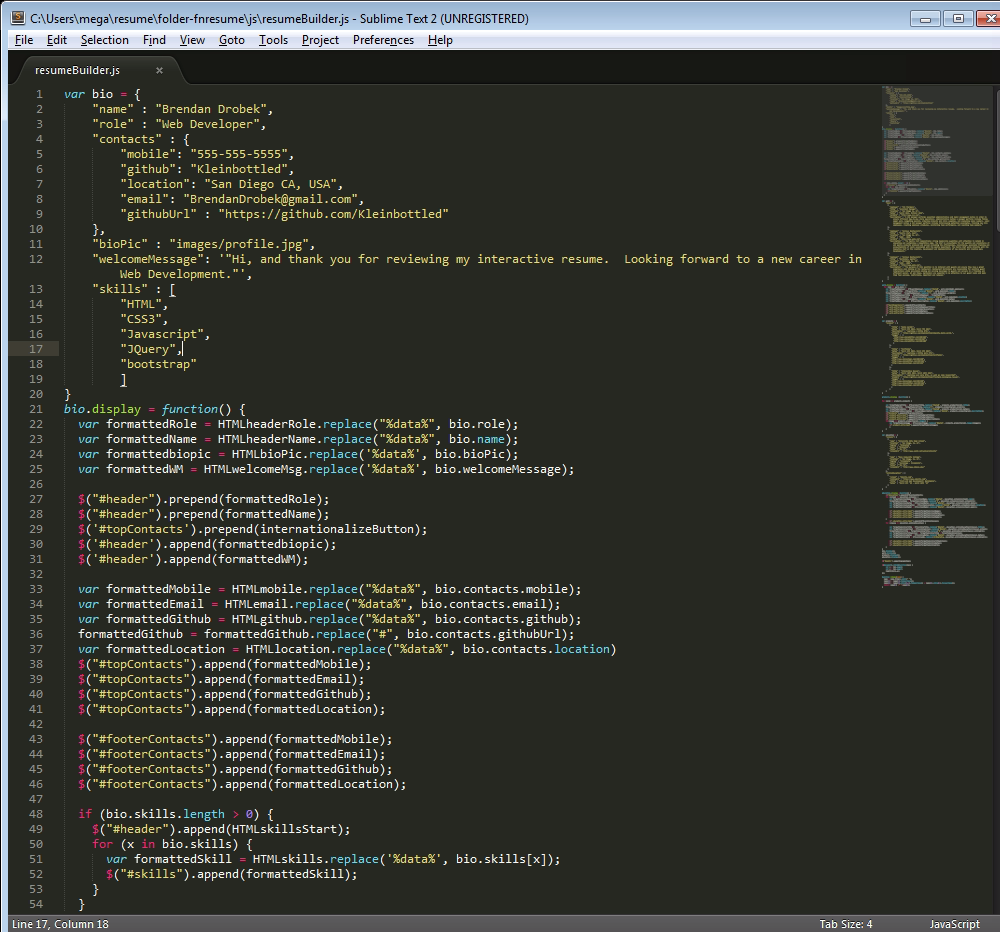 C:\Users\mega\resume\folder-fnresume\js\resumeBuilder.js - Sublime Text 2 (UNREGISTERED)
File Edit Selection Find View Goto Tools Project Preferences Help
resumeBuilder.js ×
1 var bio = {
2     "name" : "Brendan Drobek",
3     "role" : "Web Developer",
4     "contacts" : {
5         "mobile": "555-555-5555",
6         "github": "Kleinbottled",
7         "location": "San Diego CA, USA",
8         "email": "BrendanDrobek@gmail.com",
9         "githubUrl" : "https://github.com/Kleinbottled"
10     },
11     "bioPic" : "images/profile.jpg",
12     "welcomeMessage": '"Hi, and thank you for reviewing my interactive resume.  Looking forward to a new career in
        Web Development."',
13     "skills" : [
14         "HTML",
15         "CSS3",
16         "Javascript",
17         "JQuery",
18         "bootstrap"
19         ]
20 }
21 bio.display = function() {
22   var formattedRole = HTMLheaderRole.replace("%data%", bio.role);
23   var formattedName = HTMLheaderName.replace("%data%", bio.name);
24   var formattedbiopic = HTMLbioPic.replace('%data%', bio.bioPic);
25   var formattedWM = HTMLwelcomeMsg.replace('%data%', bio.welcomeMessage);
26
27   $("#header").prepend(formattedRole);
28   $("#header").prepend(formattedName);
29   $('#topContacts').prepend(internationalizeButton);
30   $('#header').append(formattedbiopic);
31   $('#header').append(formattedWM);
32
33   var formattedMobile = HTMLmobile.replace("%data%", bio.contacts.mobile);
34   var formattedEmail = HTMLemail.replace("%data%", bio.contacts.email);
35   var formattedGithub = HTMLgithub.replace("%data%", bio.contacts.github);
36   formattedGithub = formattedGithub.replace("#", bio.contacts.githubUrl);
37   var formattedLocation = HTMLlocation.replace("%data%", bio.contacts.location)
38   $("#topContacts").append(formattedMobile);
39   $("#topContacts").append(formattedEmail);
40   $("#topContacts").append(formattedGithub);
41   $("#topContacts").append(formattedLocation);
42
43   $("#footerContacts").append(formattedMobile);
44   $("#footerContacts").append(formattedEmail);
45   $("#footerContacts").append(formattedGithub);
46   $("#footerContacts").append(formattedLocation);
47
48   if (bio.skills.length > 0) {
49     $("#header").append(HTMLskillsStart);
50     for (x in bio.skills) {
51       var formattedSkill = HTMLskills.replace('%data%', bio.skills[x]);
52       $("#skills").append(formattedSkill);
53     }
54   }
Line 17, Column 18 Tab Size: 4 JavaScript